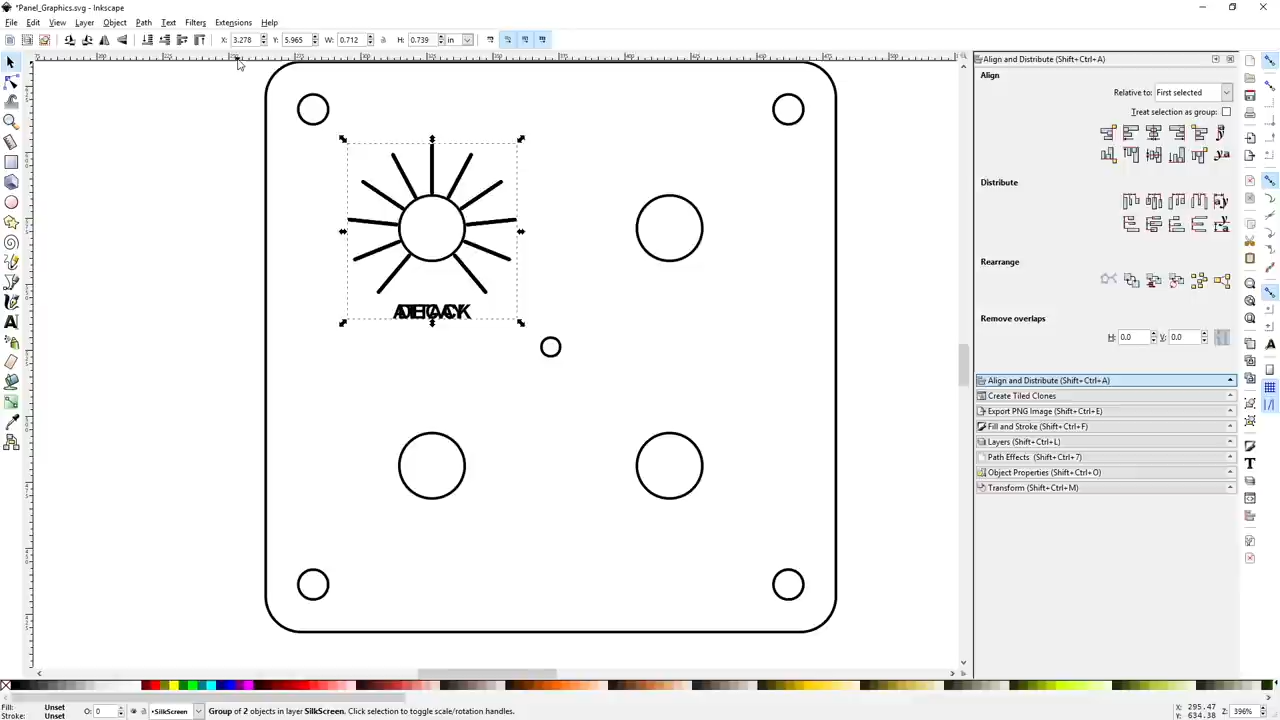 *Panel_Graphics.svg - Inkscape
File Edit View Layer Object Path Text Filters Extensions Help
X: 3.278 Y: 5.965 W: 0.712 H: 0.739 in
Align and Distribute (Shift+Ctrl+A)
Align
Relative to: First selected
Treat selection as group:
Distribute
Rearrange
Remove overlaps
H: 0.0 V: 0.0
Align and Distribute (Shift+Ctrl+A)
Create Tiled Clones
Export PNG Image (Shift+Ctrl+E)
Fill and Stroke (Shift+Ctrl+F)
Layers (Shift+Ctrl+L)
Path Effects (Shift+Ctrl+7)
Object Properties (Shift+Ctrl+O)
Transform (Shift+Ctrl+M)
Fill: Unset
Stroke: Unset
O: 0
•SilkScreen
Group of 2 objects in layer SilkScreen. Click selection to toggle scale/rotation handles.
X: 295.47
Y: 634.38
Z: 396%